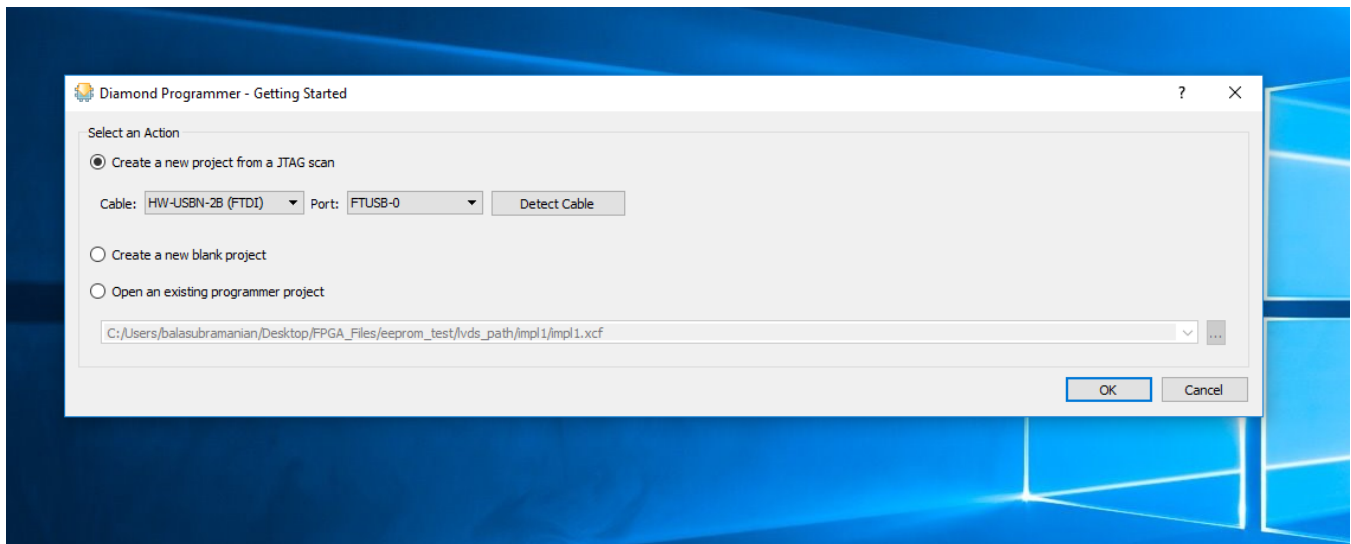 Diamond Programmer - Getting Started
?
Select an Action
Create a new project from a JTAG scan
Cable: HW-USBN-2B (FTDI) Port: FTUSB-0 Detect Cable
Create a new blank project
Open an existing programmer project
C:/Users/balasubramanian/Desktop/FPGA_Files/eeprom_test/lvds_path/impl1/impl1.xcf ...
OK Cancel